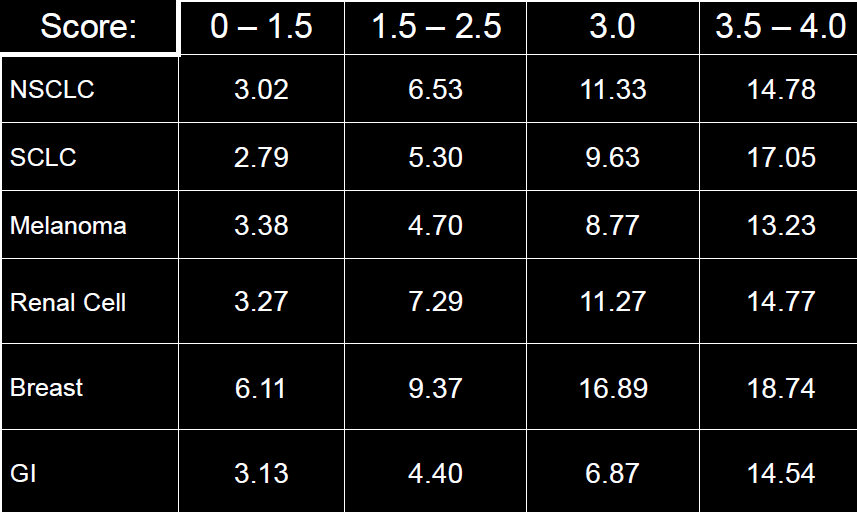 Score: 0 – 1.5 1.5 – 2.5 3.0 3.5 – 4.0
NSCLC 3.02 6.53 11.33 14.78
SCLC 2.79 5.30 9.63 17.05
Melanoma 3.38 4.70 8.77 13.23
Renal Cell 3.27 7.29 11.27 14.77
Breast 6.11 9.37 16.89 18.74
GI 3.13 4.40 6.87 14.54